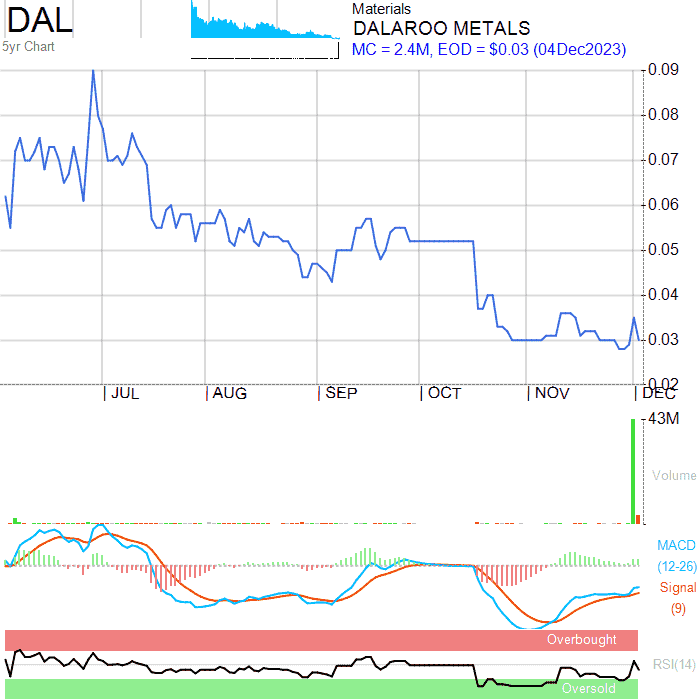 DAL
5yr Chart
Materials
DALAROO METALS
MC = 2.4M, EOD = $0.03 (04Dec2023)
0.09
0.08
0.07
0.06
0.05
0.04
0.03
0.02
JUL AUG SEP OCT NOV DEC
43M
Volume
MACD
(12-26)
Signal
(9)
Overbought
RSI(14)
Oversold